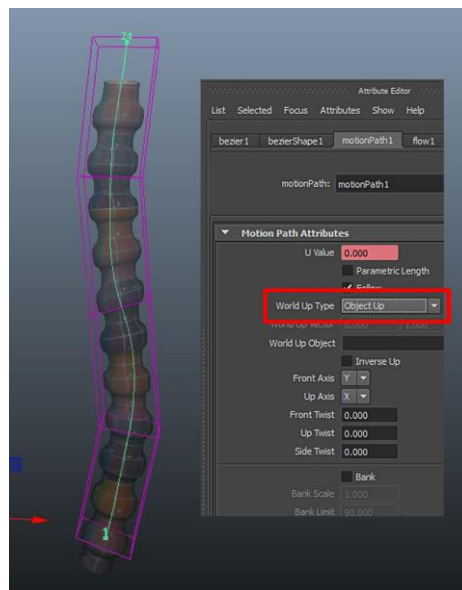 24
Attribute Editor
List Selected Focus Attributes Show Help
bezier1 bezierShape1 motionPath1 flow1
motionPath: motionPath1
Motion Path Attributes
U Value 0.000
Parametric Length
Follow
World Up Type Object Up
World Up Vector 0.000 1.000
World Up Object
Inverse Up
Front Axis Y
Up Axis X
Front Twist 0.000
Up Twist 0.000
Side Twist 0.000
Bank
Bank Scale 1.000
Bank Limit 90.000
1